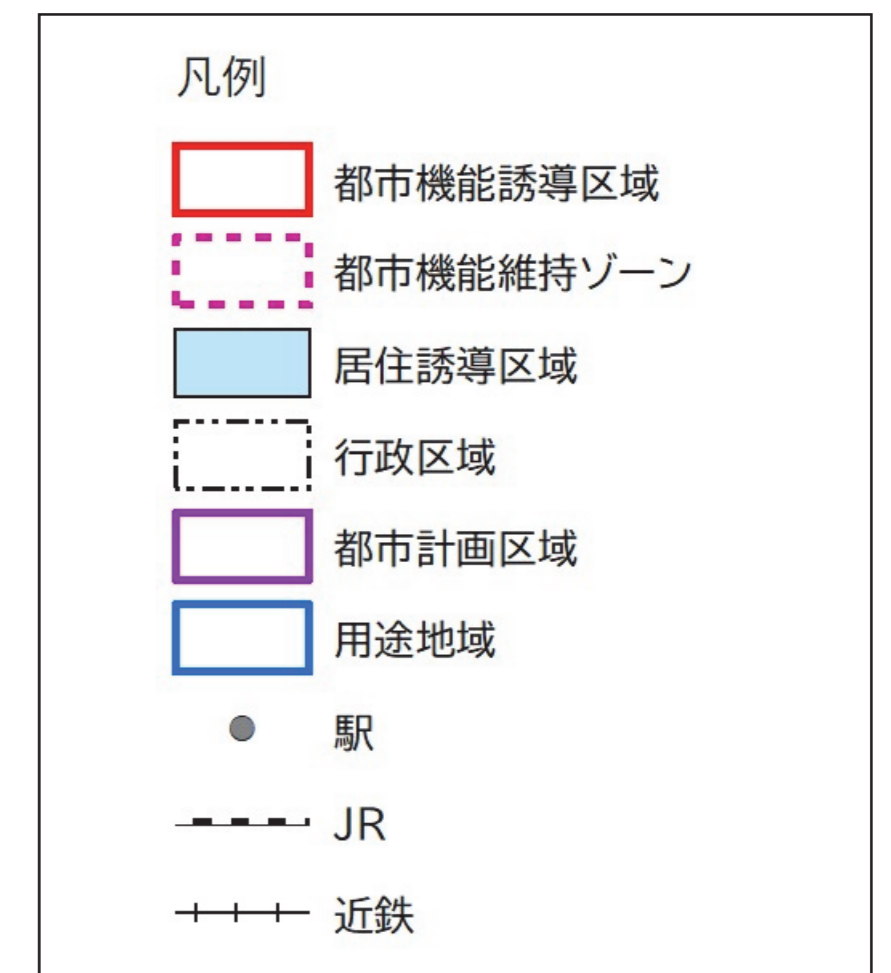 凡例
都市機能誘導区域
都市機能維持ゾーン
居住誘導区域
行政区域
都市計画区域
用途地域
駅
JR
近鉄